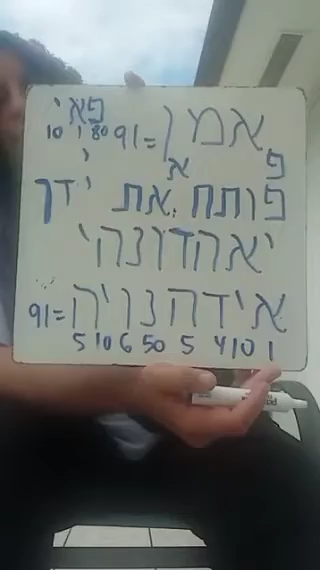 פאי
10 1 80
אמן =91
פ א י
פותח את ידך
יאהדונהי
אידהנויה =91
5 10 6 50 5 4 10 1